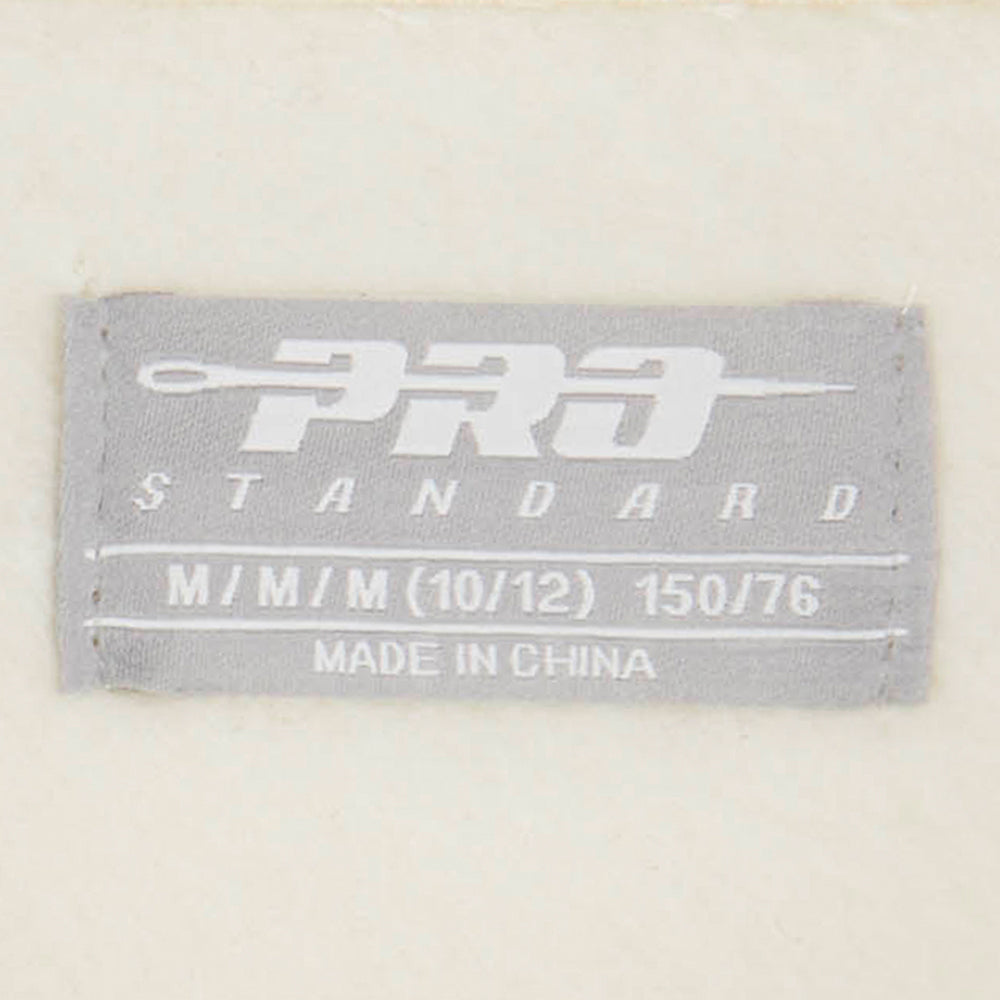 PRO
STANDARD
M/M/M (10/12) 150/76
MADE IN CHINA